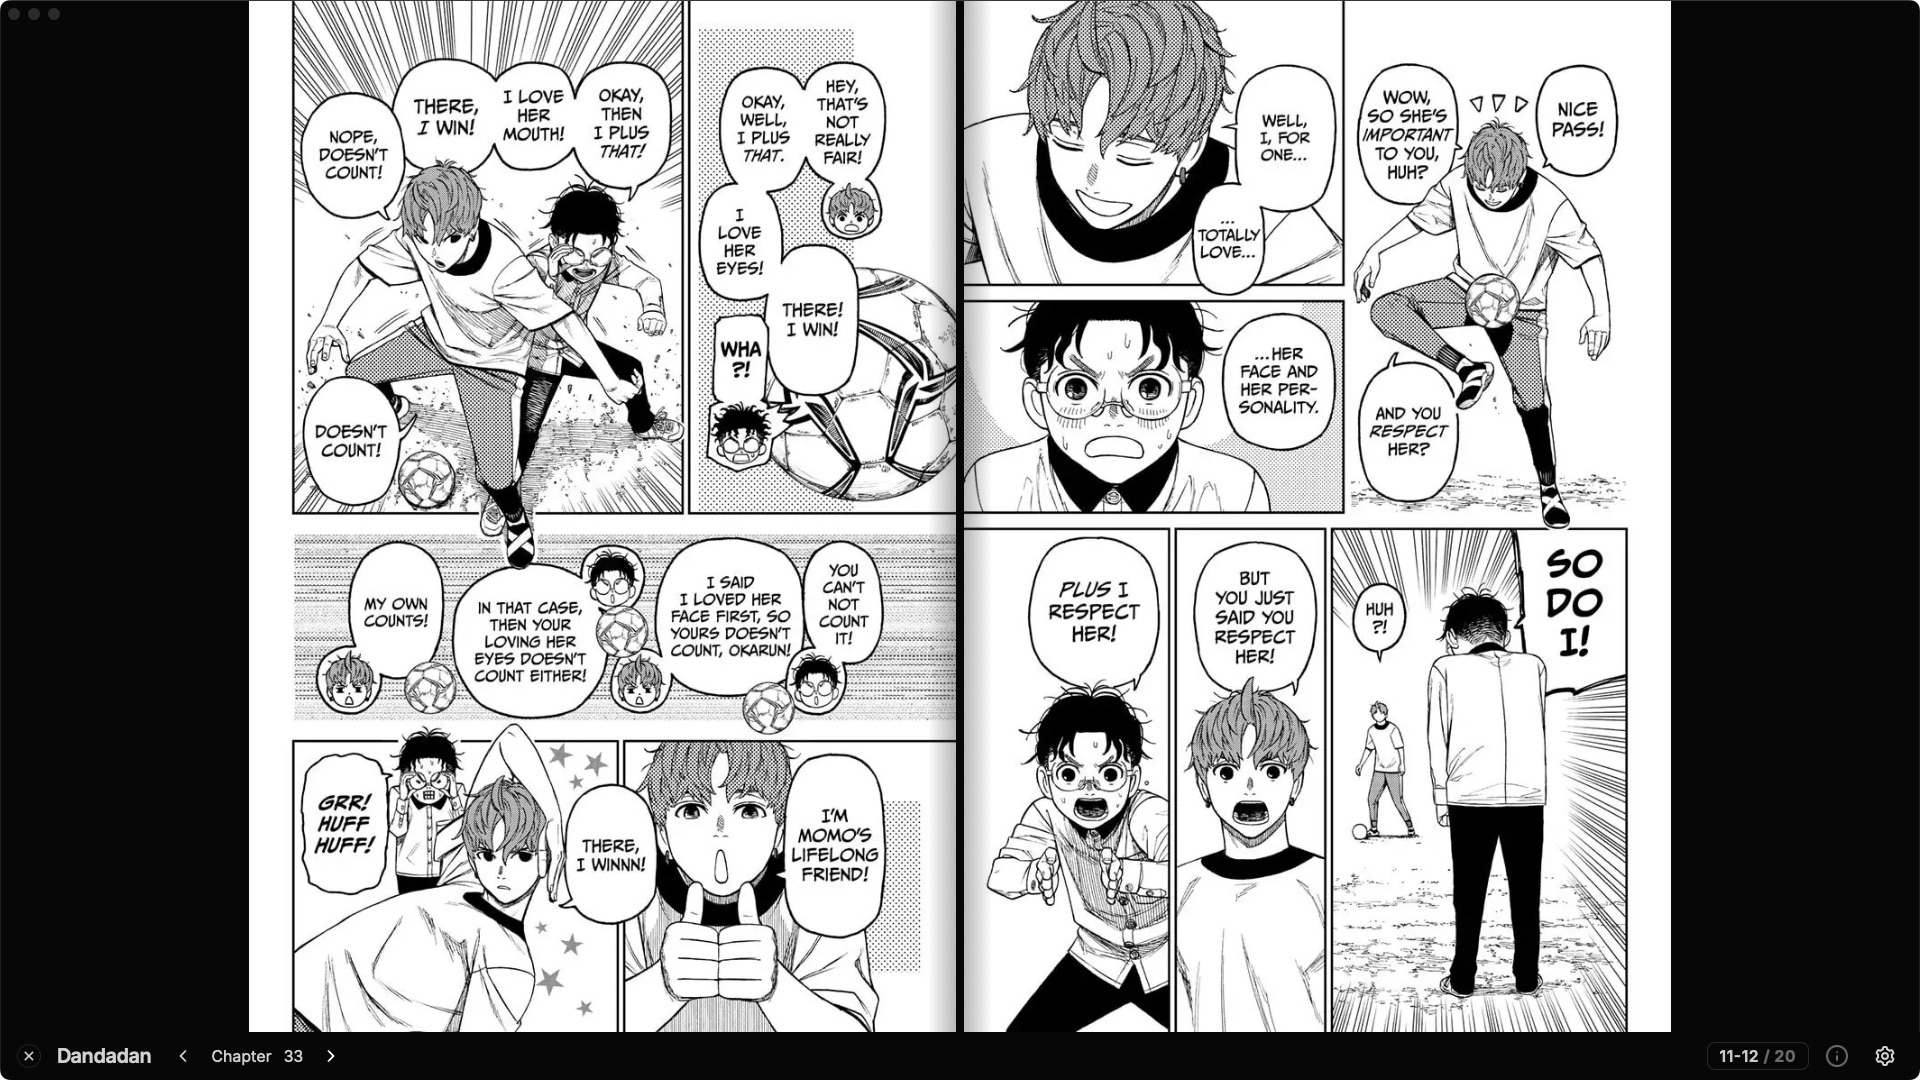 NICE
PASS!
WOW,
SO SHE'S
IMPORTANT
TO YOU,
HUH?
AND YOU
RESPECT
HER?
WELL,
I, FOR
ONE...
...
TOTALLY
LOVE...
...HER
FACE AND
HER PER-
SONALITY.
SO
DO
I!
HUH
?!
BUT
YOU JUST
SAID YOU
RESPECT
HER!
PLUS I
RESPECT
HER!
HEY,
THAT'S
NOT
REALLY
FAIR!
OKAY,
WELL,
I PLUS
THAT.
I
LOVE
HER
EYES!
THERE!
I WIN!
WHA
?!
OKAY,
THEN
I PLUS
THAT!
I LOVE
HER
MOUTH!
THERE,
I WIN!
NOPE,
DOESN'T
COUNT!
DOESN'T
COUNT!
YOU
CAN'T
NOT
COUNT
IT!
I SAID
I LOVED HER
FACE FIRST, SO
YOURS DOESN'T
COUNT, OKARUN!
IN THAT CASE,
THEN YOUR
LOVING HER
EYES DOESN'T
COUNT EITHER!
MY OWN
COUNTS!
I'M
MOMO'S
LIFELONG
FRIEND!
THERE,
I WINNN!
GRR!
HUFF
HUFF!
Dandadan
Chapter 33
11-12 / 20